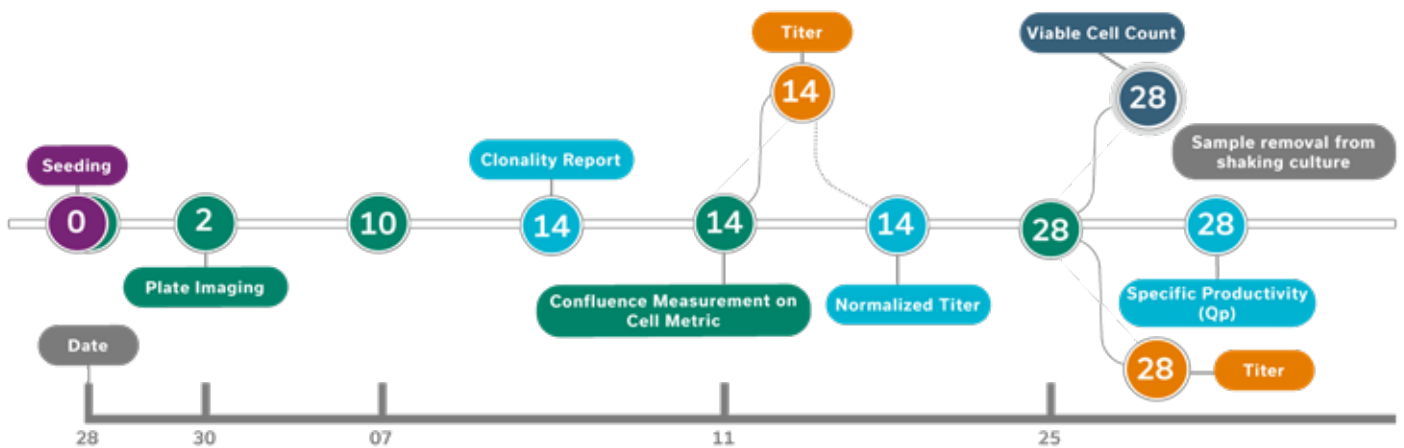 Titer
14
Viable Cell Count
28
Sample removal from
shaking culture
Seeding
0
2
10
Clonality Report
14
14
14
28
28
Plate Imaging
Confluence Measurement on
Cell Metric
Normalized Titer
Specific Productivity
(Qp)
28
Titer
Date
28
30
07
11
25